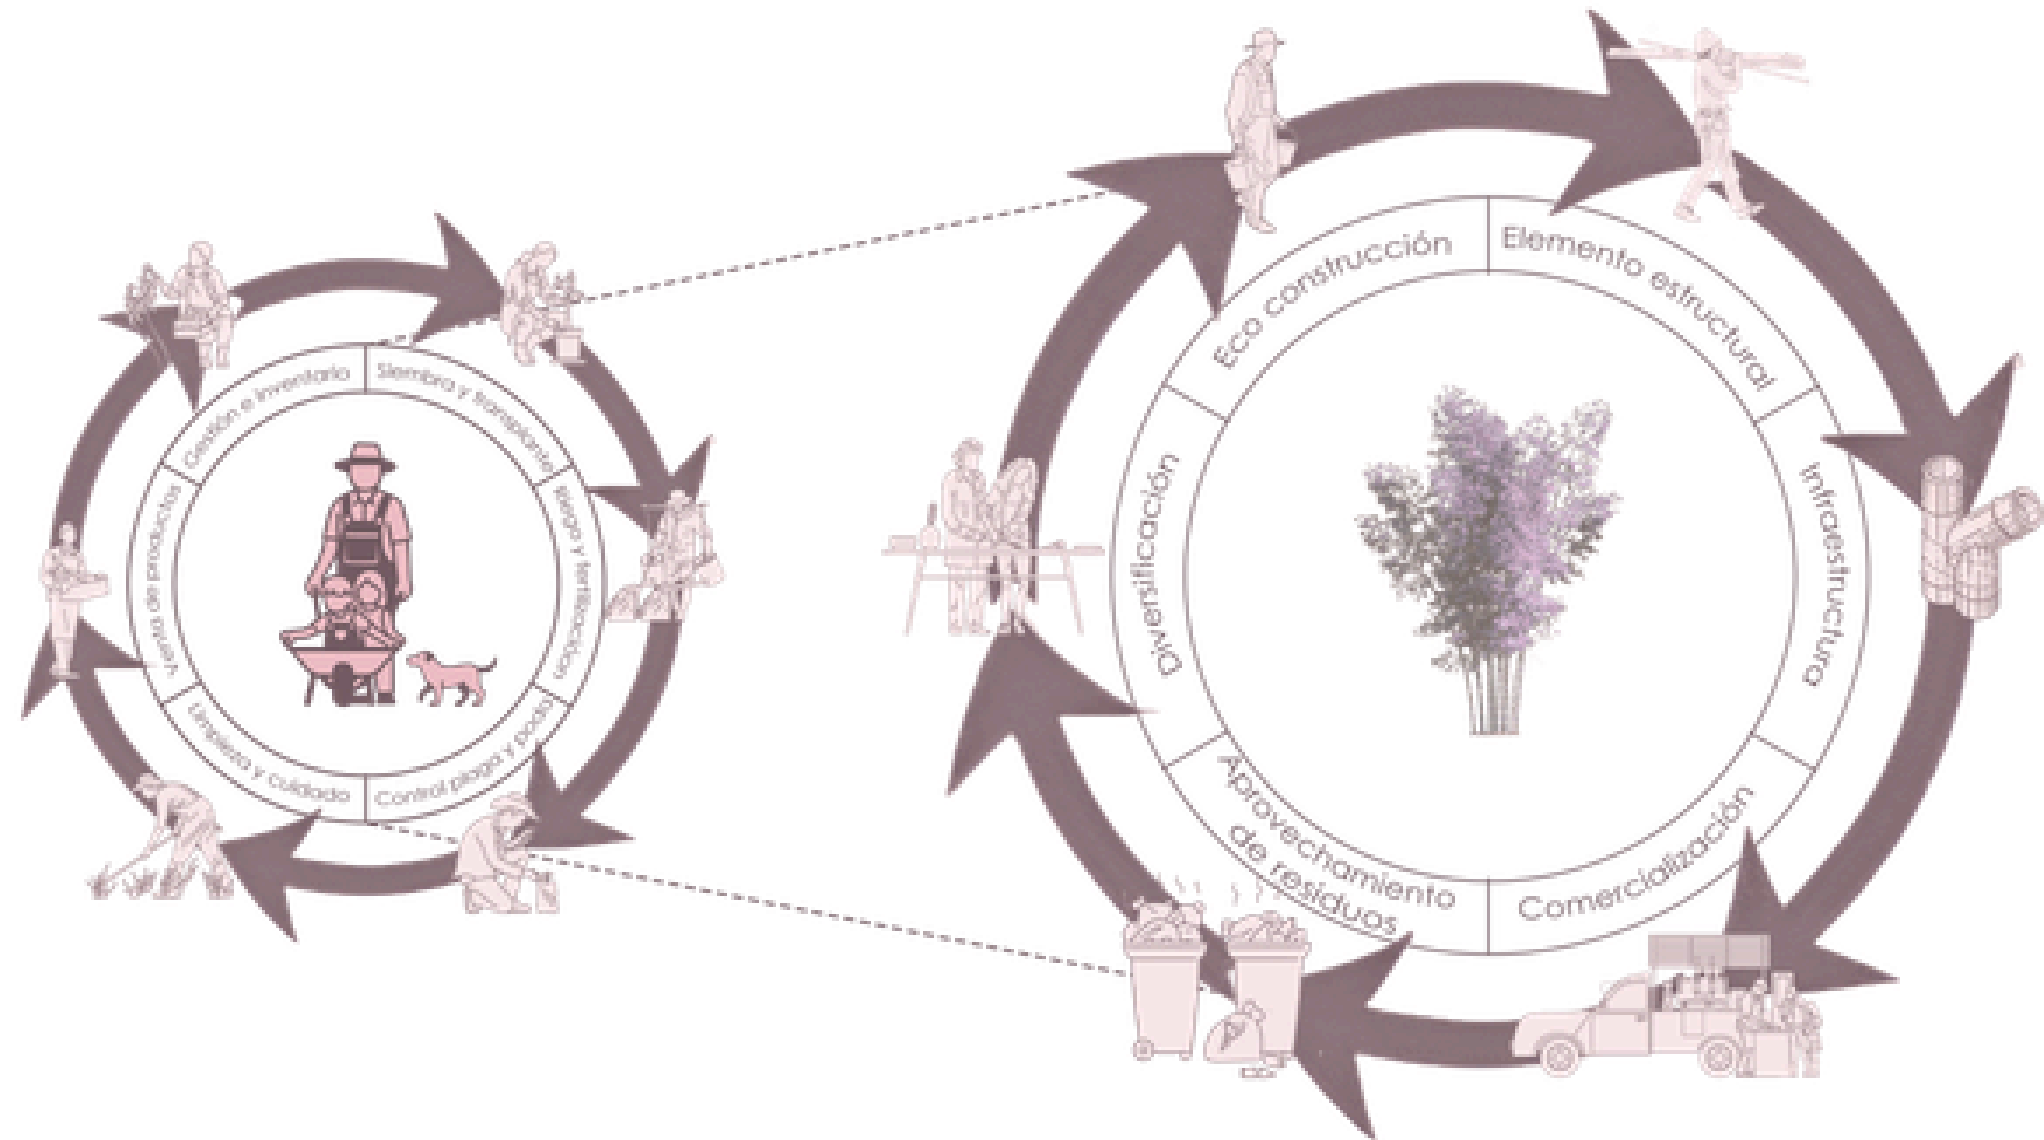 Gestión e inventario
Siembra y transplante
Riego y fertilización
Control plaga y poda
Limpieza y cuidado
Venta de productos
Eco construcción
Elemento estructural
Infraestructura
Comercialización
Aprovechamiento
de residuos
Diversificación